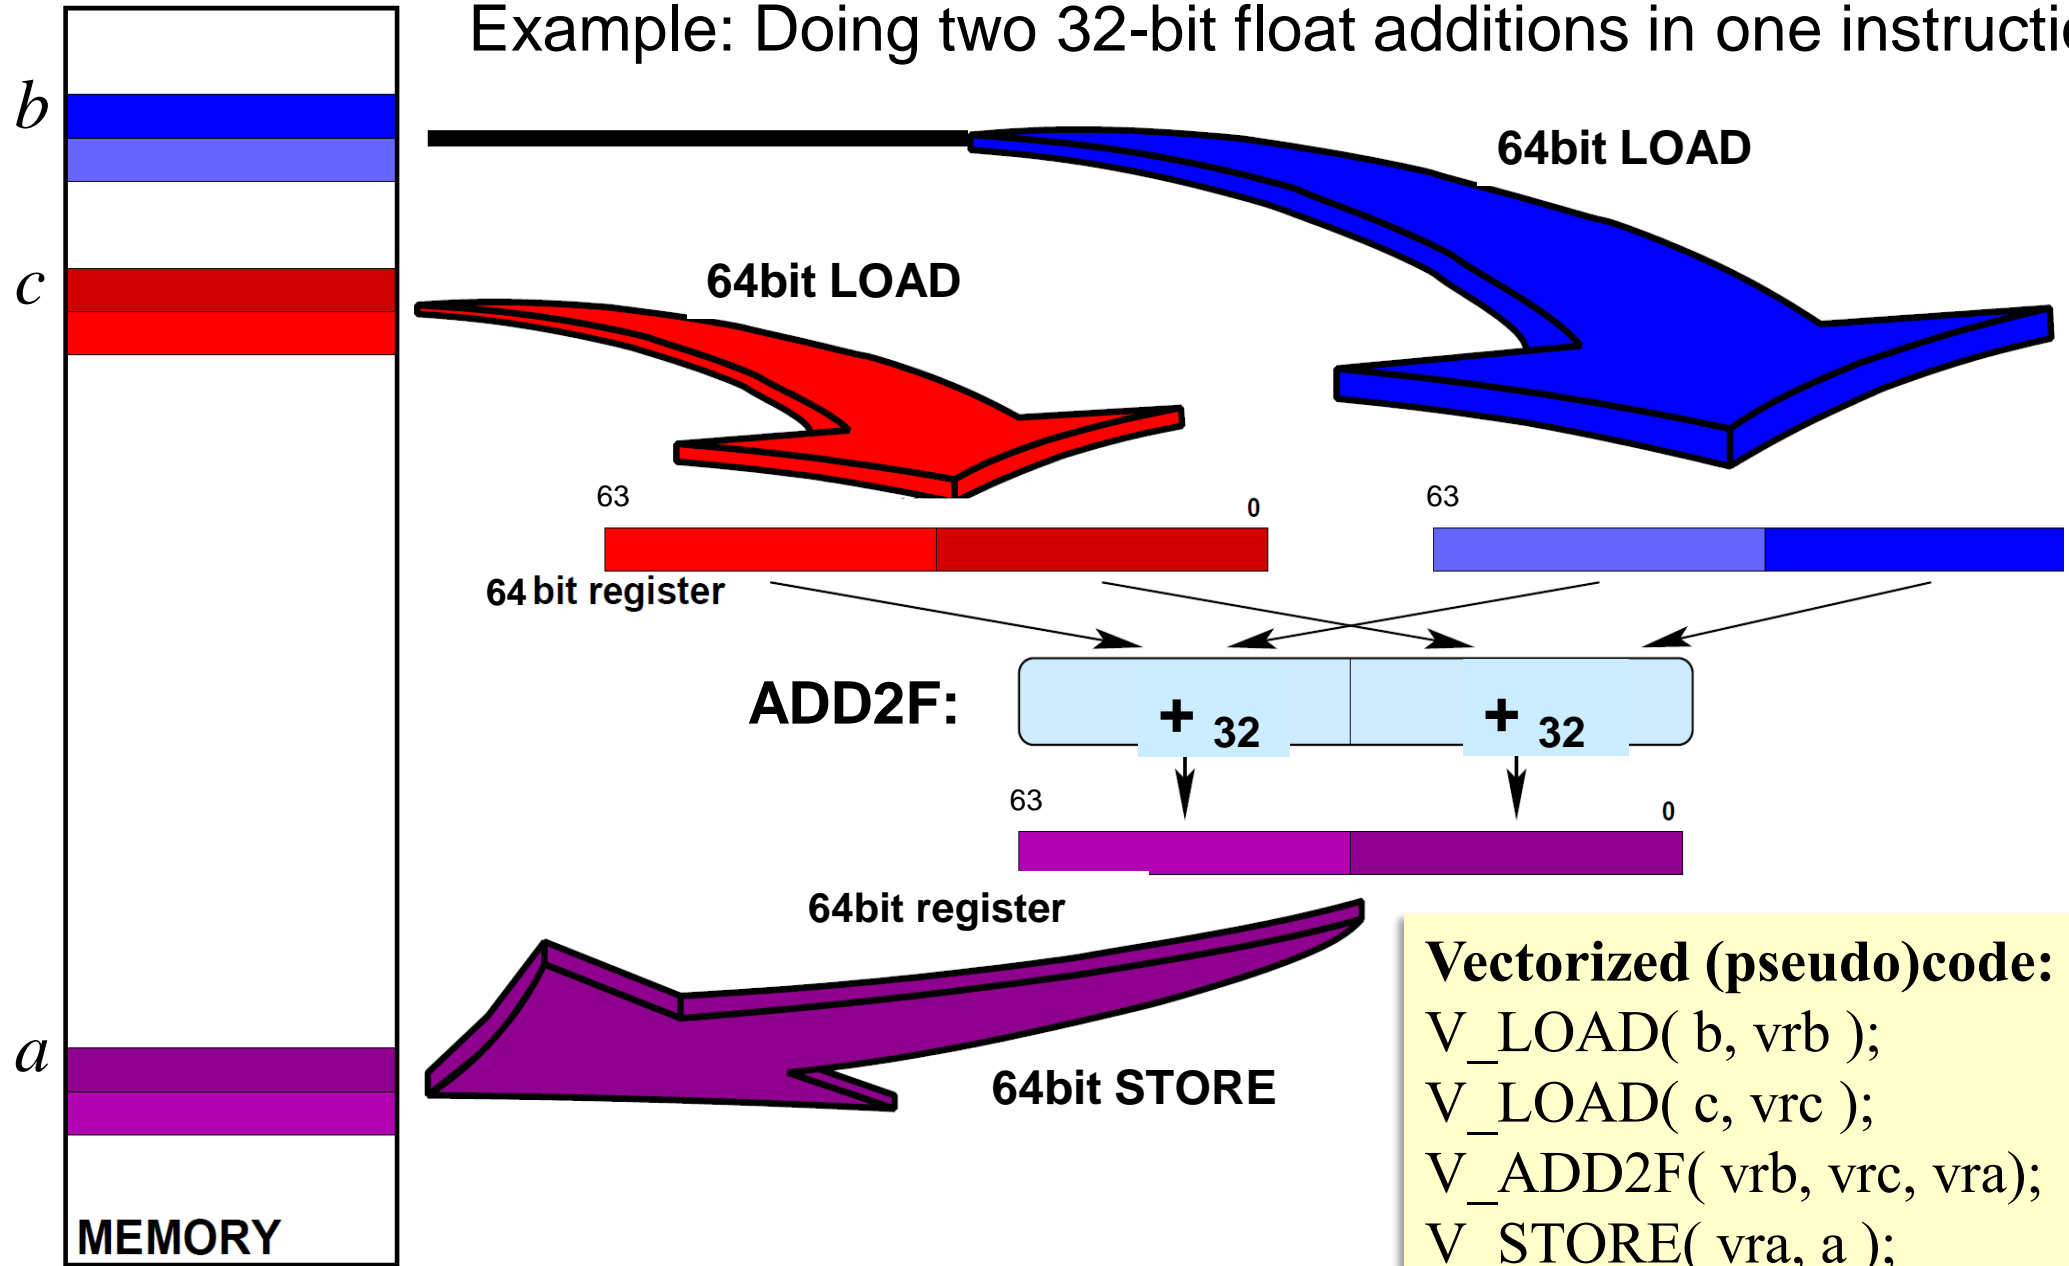 Example: Doing two 32-bit float additions in one
b
64bit LOAD
c
64bit LOAD
63
0
63
64 bit register
ADD2F:
+ 32
+ 32
63
0
64bit register
a
64bit STORE
Vectorized (pseudo)code:
V_LOAD( b, vrb );
V_LOAD( c, vrc );
V_ADD2F( vrb, vrc, vra);
V_STORE( vra, a );
MEMORY